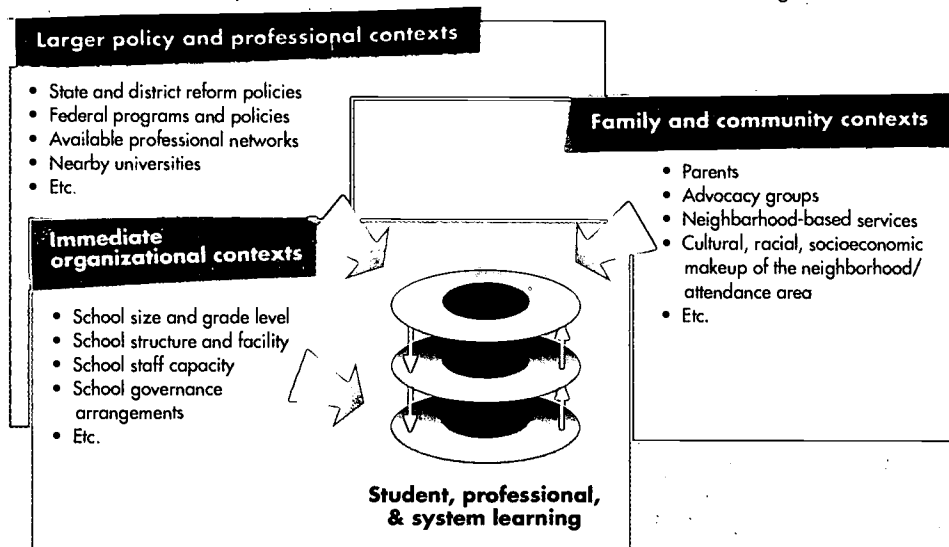 Larger policy and professional contexts
• State and district reform policies
• Federal programs and policies
• Available professional networks
• Nearby universities
• Etc.
Family and community contexts
• Parents
• Advocacy groups
• Neighbarhood-based services
• Cultural, racial, socioeconomic
makeup of the neighborhood/
attendance area
• Etc.
Immediate
organizational contexts
• School size and grade level
• School structure and facility
• School staff capacity
• School governance
arrangements
• Etc.
Student, professional,
& system learning